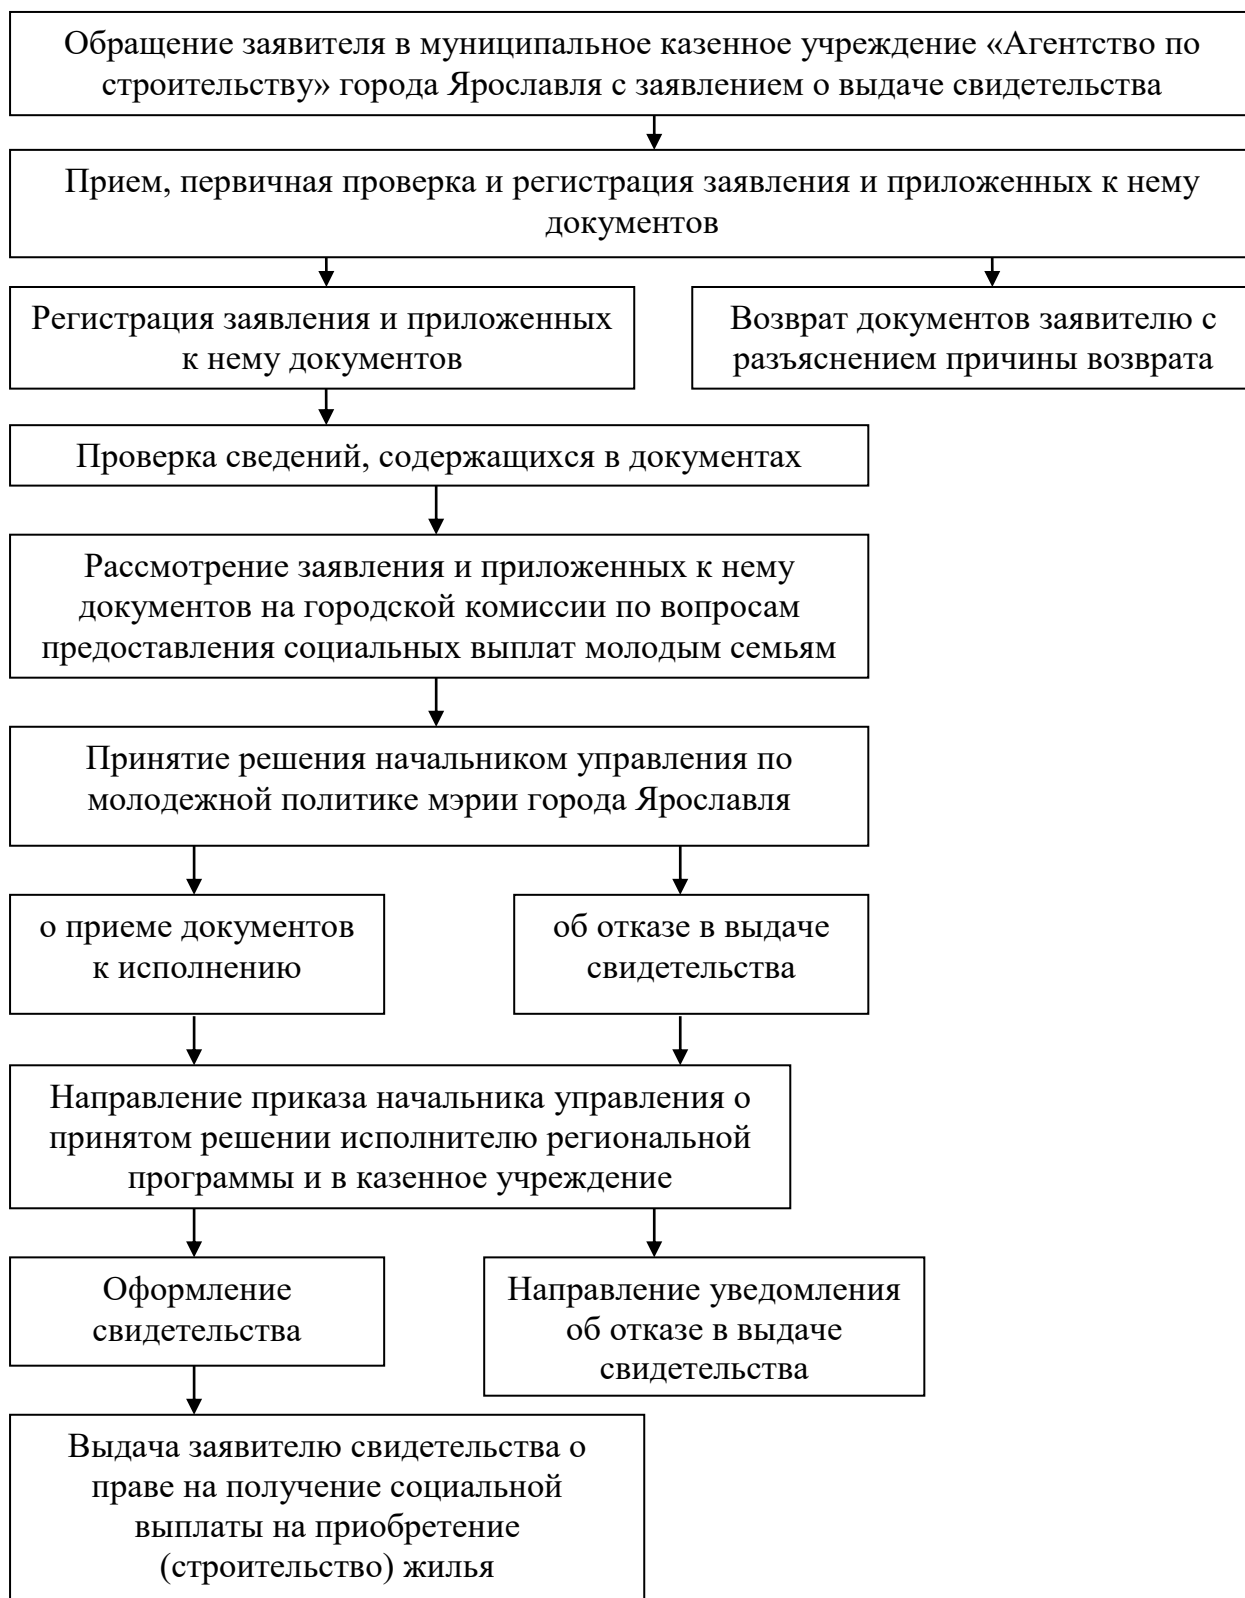 Обращение заявителя в муниципальное казенное учреждение «Агентство по
строительству» города Ярославля с заявлением о выдаче свидетельства
Прием, первичная проверка и регистрация заявления и приложенных к нему
документов
Регистрация заявления и приложенных
к нему документов
Возврат документов заявителю с
разъяснением причины возврата
Проверка сведений, содержащихся в документах
Рассмотрение заявления и приложенных к нему
документов на городской комиссии по вопросам
предоставления социальных выплат молодым семьям
Принятие решения начальником управления по
молодежной политике мэрии города Ярославля
о приеме документов
к исполнению
об отказе в выдаче
свидетельства
Направление приказа начальника управления о
принятом решении исполнителю региональной
программы и в казенное учреждение
Оформление
свидетельства
Направление уведомления
об отказе в выдаче
свидетельства
Выдача заявителю свидетельства о
праве на получение социальной
выплаты на приобретение
(строительство) жилья